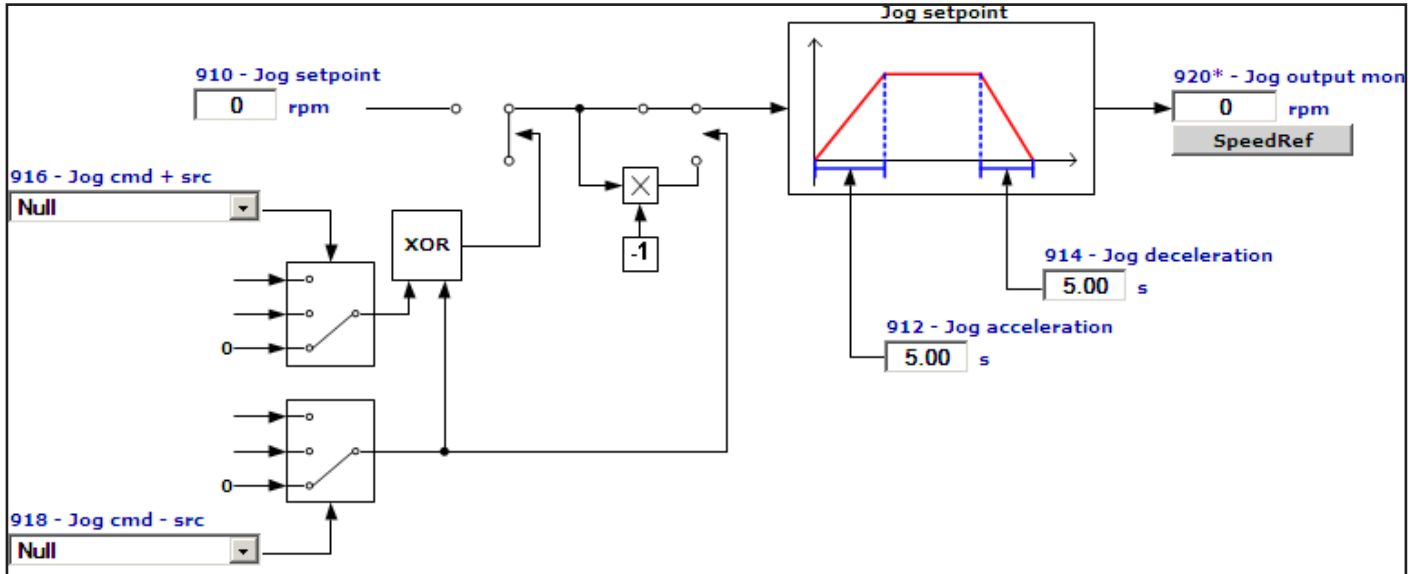 Jog setpoint
910 - Jog setpoint
0 rpm
920* - Jog output mon
0 rpm
SpeedRef
916 - Jog cmd + src
Null
XOR
-1
914 - Jog deceleration
5.00 s
912 - Jog acceleration
5.00 s
0
0
918 - Jog cmd - src
Null